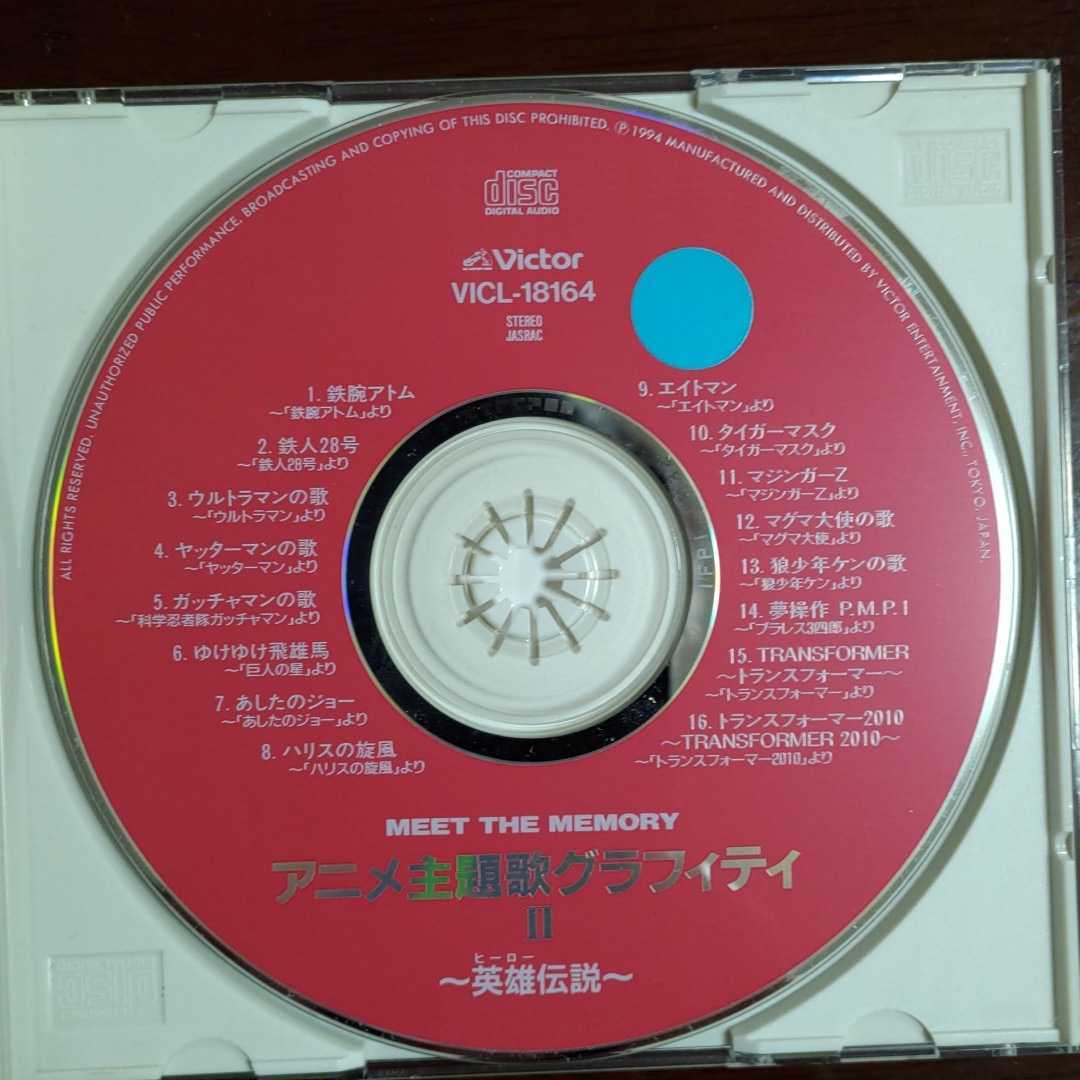 ALL RIGHTS RESERVED. UNAUTHORIZED PUBLIC PERFORMANCE, BROADCASTING AND COPYING OF THIS DISC PROHIBITED. Ⓟ 1994 MANUFACTURED AND DISTRIBUTED BY VICTOR ENTERTAINMENT, INC., TOKYO, JAPAN.
COMPACT
disc
DIGITAL AUDIO
Victor
VICL-18164
STEREO
JASRAC
1. 鉄腕アトム
〜「鉄腕アトム」より
2. 鉄人28号
〜「鉄人28号」より
3. ウルトラマンの歌
〜「ウルトラマン」より
4. ヤッターマンの歌
〜「ヤッターマン」より
5. ガッチャマンの歌
〜「科学忍者隊ガッチャマン」より
6. ゆけゆけ飛雄馬
〜「巨人の星」より
7. あしたのジョー
〜「あしたのジョー」より
8. ハリスの旋風
〜「ハリスの旋風」より
9. エイトマン
〜「エイトマン」より
10. タイガーマスク
〜「タイガーマスク」より
11. マジンガーZ
〜「マジンガーZ」より
12. マグマ大使の歌
〜「マグマ大使」より
13. 狼少年ケンの歌
〜「狼少年ケン」より
14. 夢操作 P.M.P.1
〜「プラレス3四郎」より
15. TRANSFORMER
〜トランスフォーマー〜
〜「トランスフォーマー」より
16. トランスフォーマー2010
〜TRANSFORMER 2010〜
〜「トランスフォーマー2010」より
IFPI
MEET THE MEMORY
アニメ主題歌グラフィティ
II
ヒーロー
〜英雄伝説〜
disc
disc